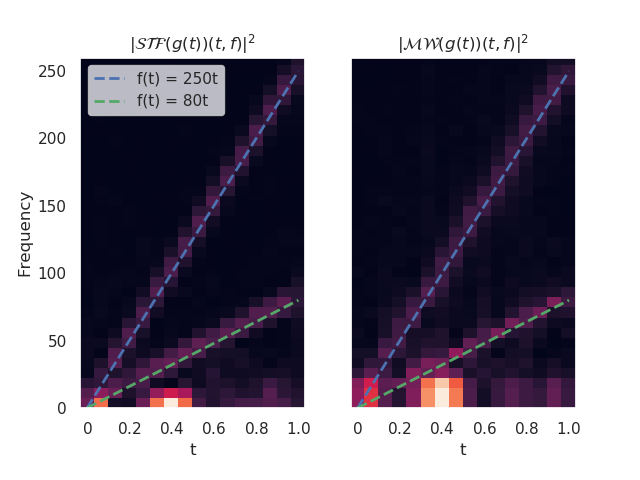 |𝒮𝒯ℱ(g(t))(t, f)|²
|ℳ𝒲(g(t))(t, f)|²
f(t) = 250t
f(t) = 80t
Frequency
250
200
150
100
50
0
0 0.2 0.4 0.6 0.8 1.0
0 0.2 0.4 0.6 0.8 1.0
t
t